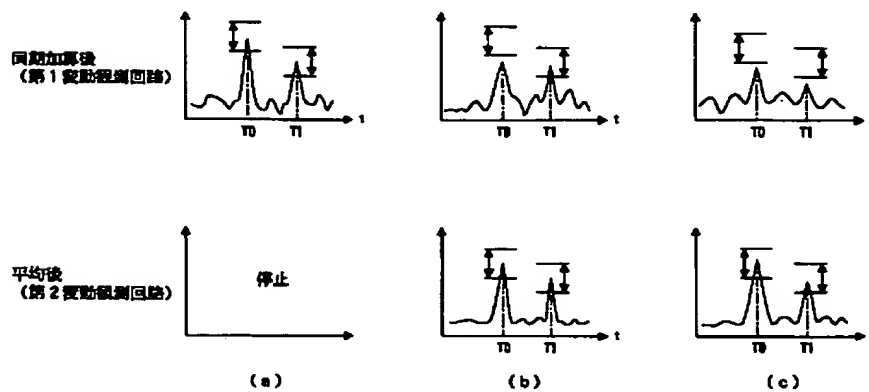 同期加算後
(第1変動観測回路)
T0 T1 t
T0 T1 t
T0 T1
平均後
(第2変動観測回路)
停止
T0 T1 t
T0 T1
(a) (b) (c)